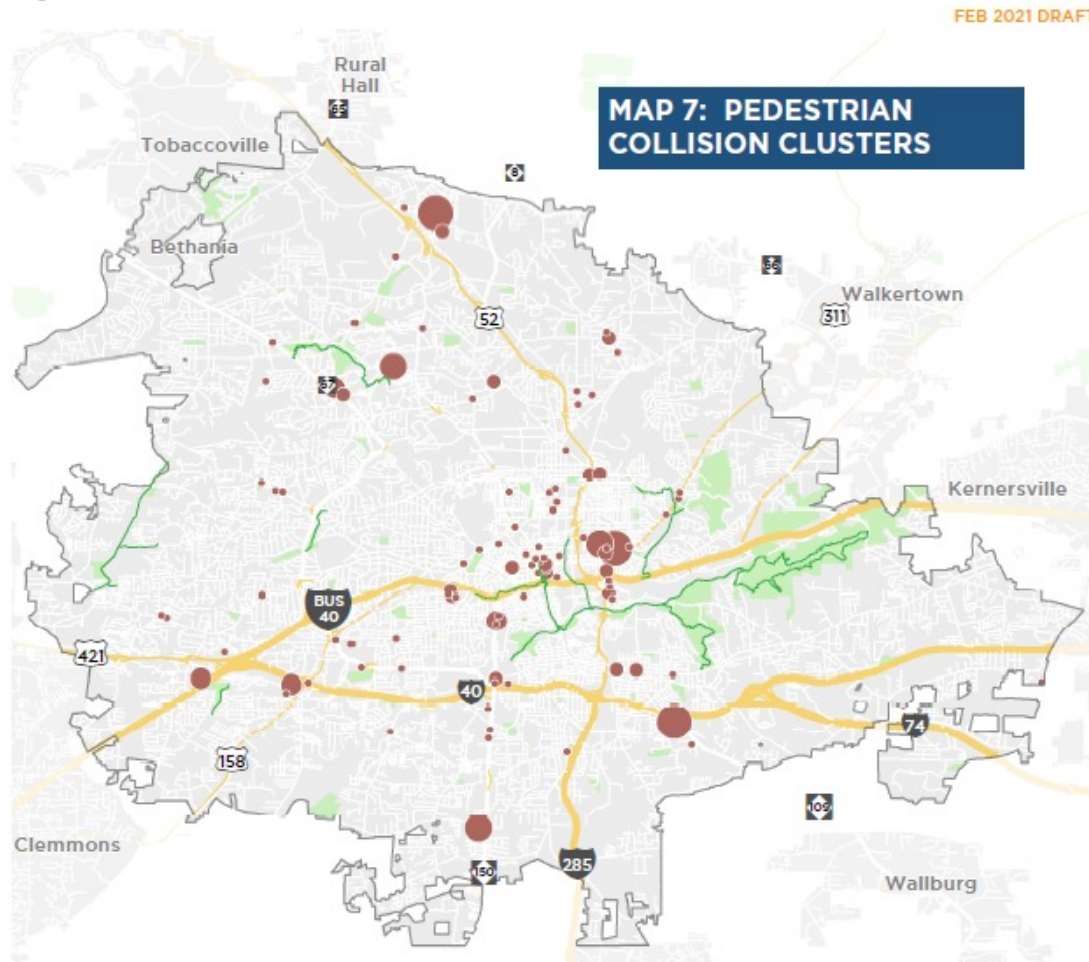 FEB 2021 DRAFT
MAP 7: PEDESTRIAN
COLLISION CLUSTERS
Rural
Hall
65
Tobaccoville
8
Bethania
66
Walkertown
311
52
67
Kernersville
BUS
40
421
40
74
158
109
Clemmons
150
285
Wallburg